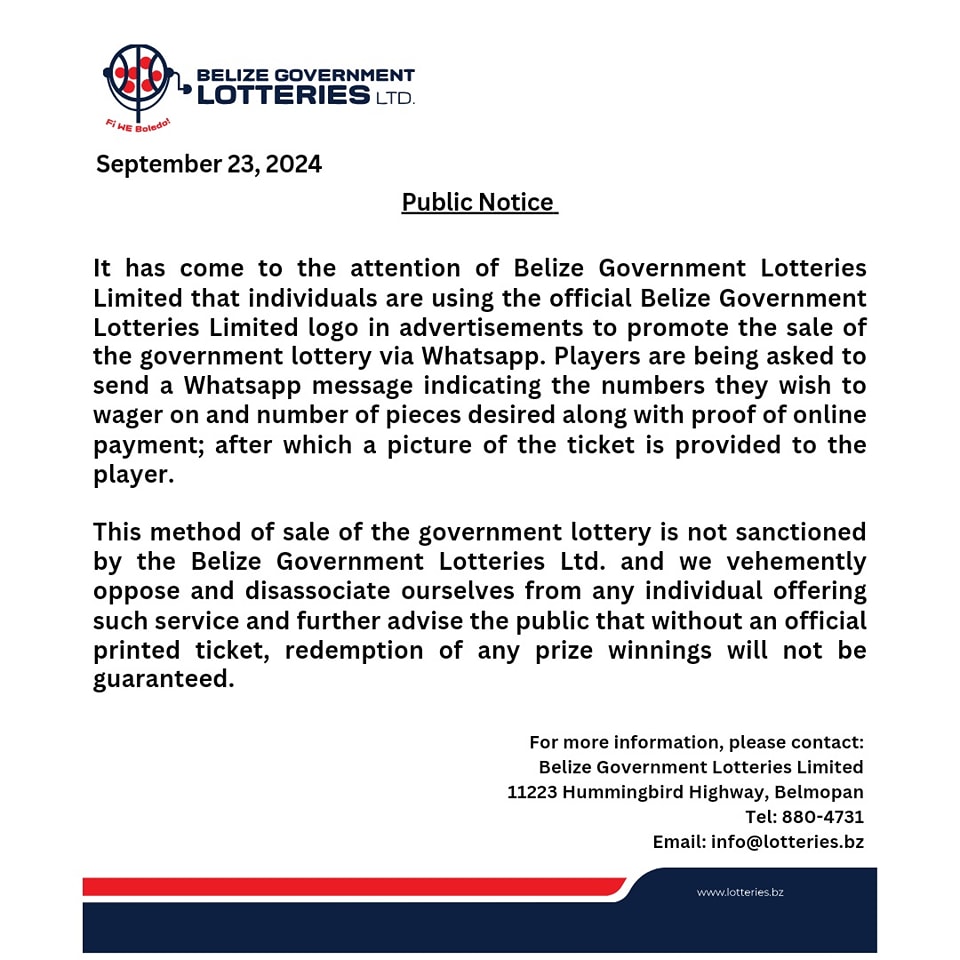 BELIZE GOVERNMENT
LOTTERIES LTD.
Fi WE Boledo!
September 23, 2024
Public Notice
It has come to the attention of Belize Government Lotteries
Limited that individuals are using the official Belize Government
Lotteries Limited logo in advertisements to promote the sale of
the government lottery via Whatsapp. Players are being asked to
send a Whatsapp message indicating the numbers they wish to
wager on and number of pieces desired along with proof of online
payment; after which a picture of the ticket is provided to the
player.
This method of sale of the government lottery is not sanctioned
by the Belize Government Lotteries Ltd. and we vehemently
oppose and disassociate ourselves from any individual offering
such service and further advise the public that without an official
printed ticket, redemption of any prize winnings will not be
guaranteed.
For more information, please contact:
Belize Government Lotteries Limited
11223 Hummingbird Highway, Belmopan
Tel: 880-4731
Email: info@lotteries.bz
www.lotteries.bz